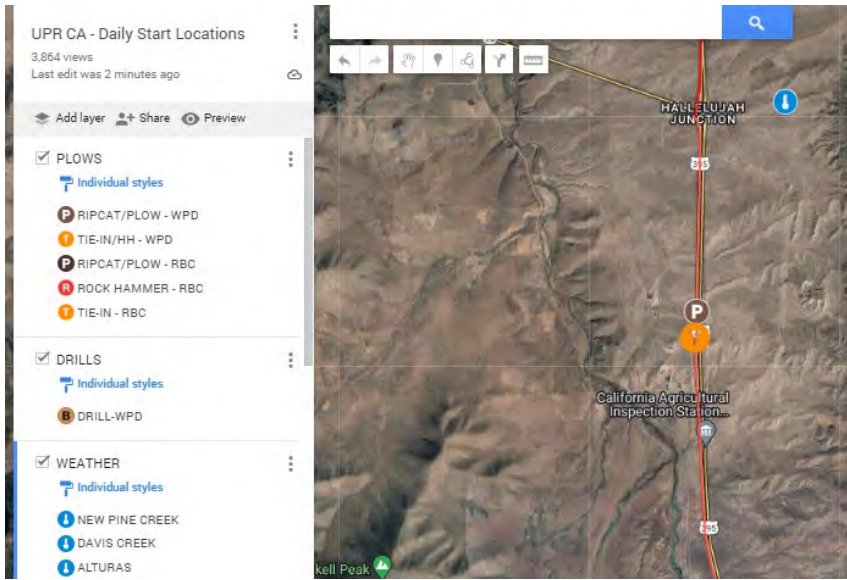 UPR CA - Daily Start Locations
3,864 views
Last edit was 2 minutes ago
Add layer Share Preview
PLOWS
Individual styles
P RIPCAT/PLOW - WPD
T TIE-IN/HH - WPD
P RIPCAT/PLOW - RBC
R ROCK HAMMER - RBC
T TIE-IN - RBC
DRILLS
Individual styles
B DRILL-WPD
WEATHER
Individual styles
NEW PINE CREEK
DAVIS CREEK
ALTURAS
HALLELUJAH
JUNCTION
395
P
California Agricultural
Inspection Station...
395
kell Peak